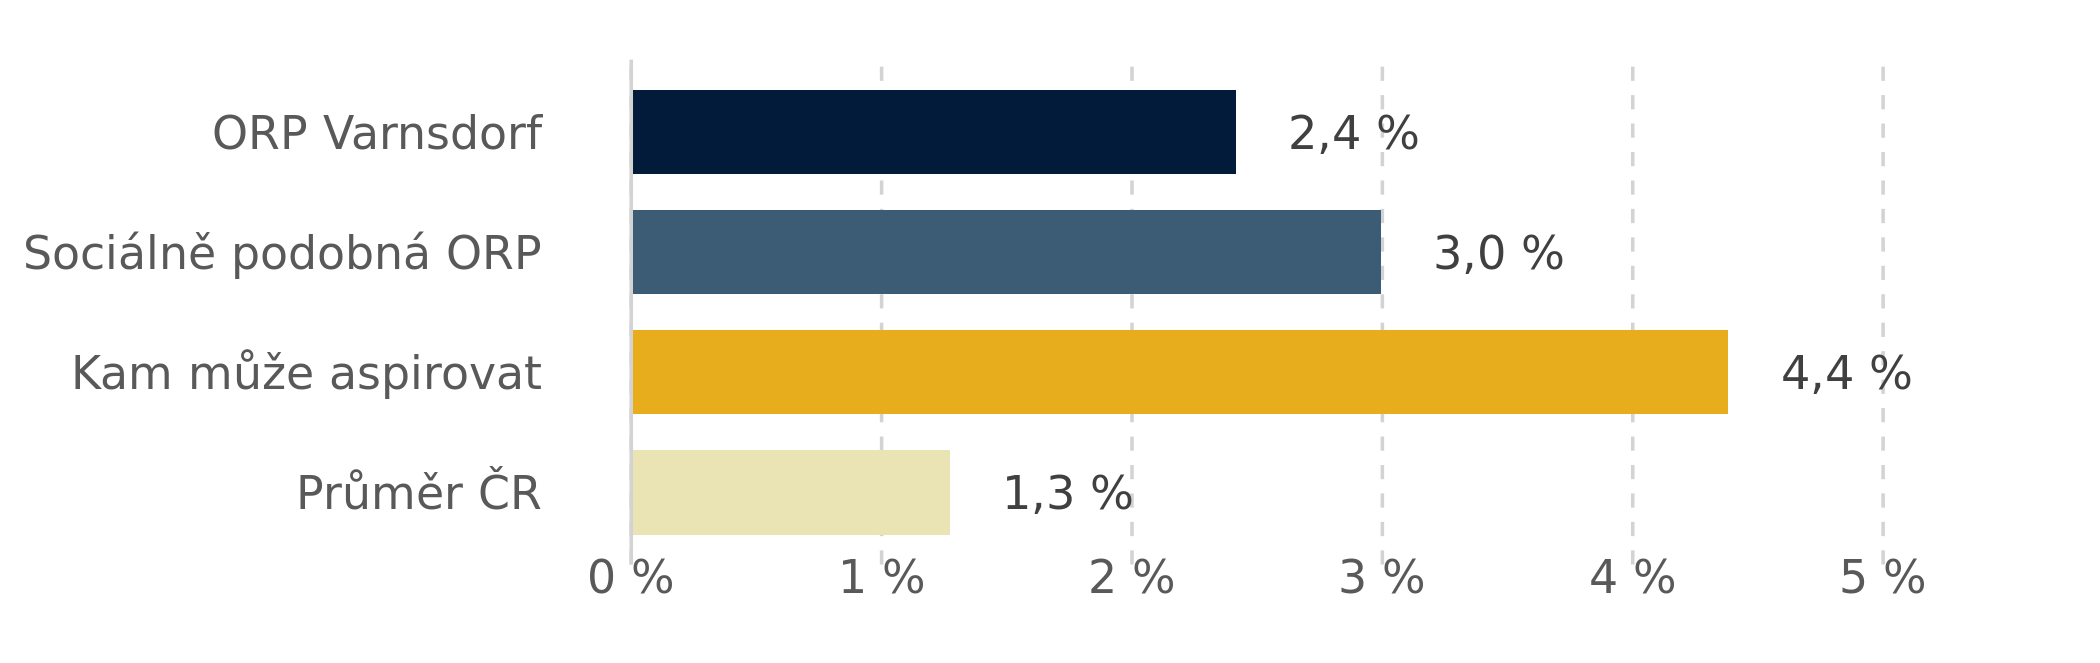 ORP Varnsdorf 2,4 %
Sociálně podobná ORP 3,0 %
Kam může aspirovat 4,4 %
Průměr ČR 1,3 %
0 % 1 % 2 % 3 % 4 % 5 %